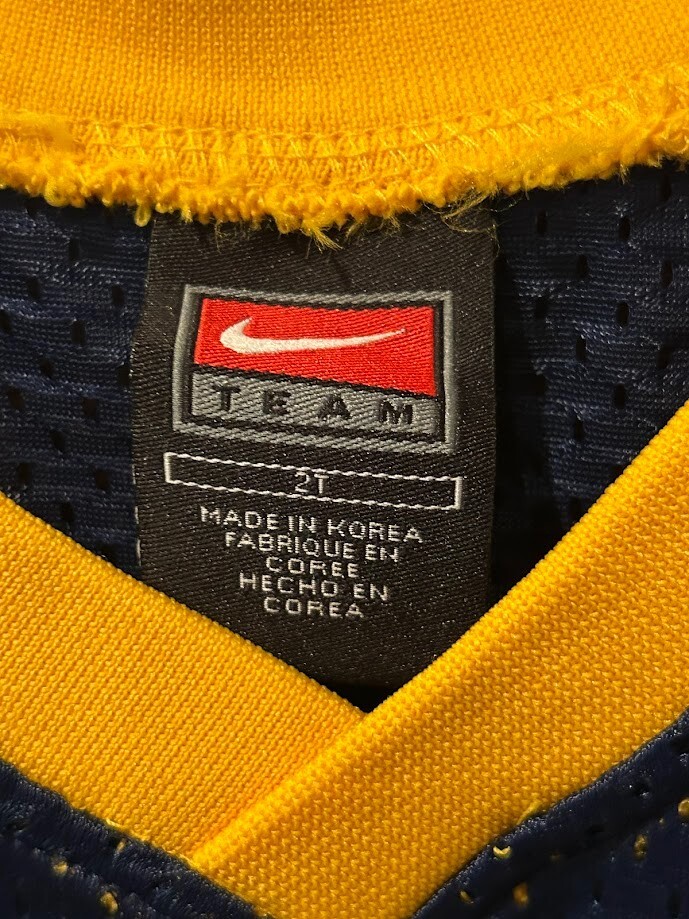 TEAM
2T
MADE IN KOREA
FABRIQUE EN
COREE
HECHO EN
COREA